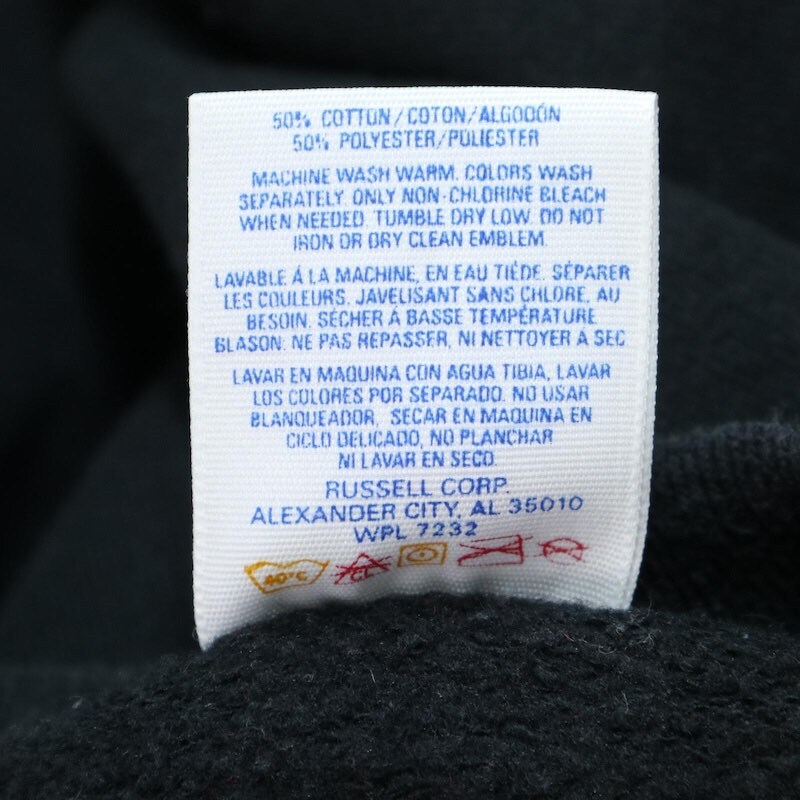 50% COTTON/COTON/ALGODÓN
50% POLYESTER/POLIESTER
MACHINE WASH WARM. COLORS WASH
SEPARATELY. ONLY NON-CHLORINE BLEACH
WHEN NEEDED. TUMBLE DRY LOW. DO NOT
IRON OR DRY CLEAN EMBLEM.
LAVABLE Á LA MACHINE, EN EAU TIÉDE. SÉPARER
LES COULEURS. JAVELISANT SANS CHLORE, AU
BESOIN. SÉCHER À BASSE TEMPÉRATURE
BLASON: NE PAS REPASSER, NI NETTOYER À SEC
LAVAR EN MAQUINA CON AGUA TIBIA, LAVAR
LOS COLORES POR SEPARADO. NO USAR
BLANQUEADOR, SECAR EN MAQUINA EN
CICLO DELICADO, NO PLANCHAR
NI LAVAR EN SECO.
RUSSELL CORP.
ALEXANDER CITY, AL 35010
WPL 7232
40°C CL